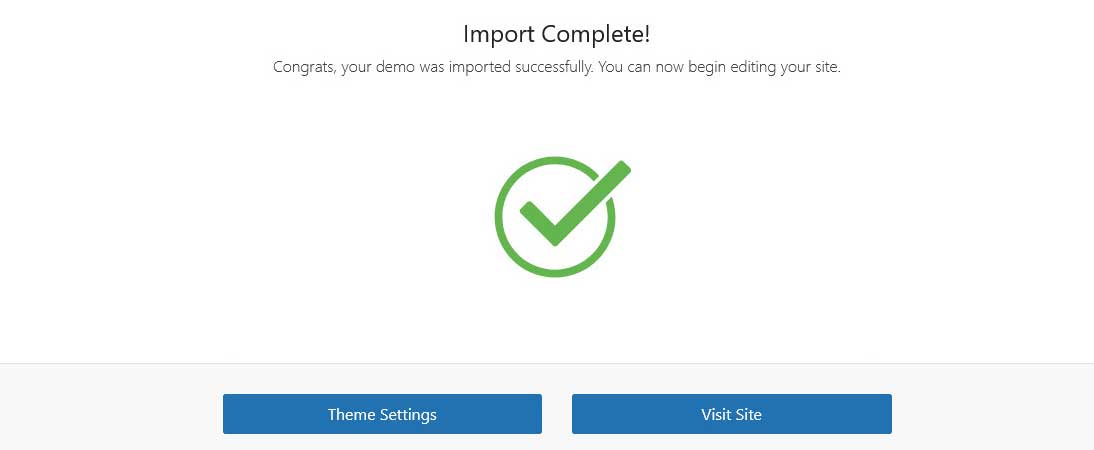 Import Complete!
Congrats, your demo was imported successfully. You can now begin editing your site.
Theme Settings
Visit Site